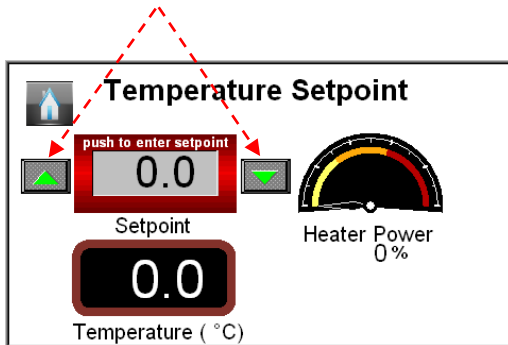 Temperature Setpoint
push to enter setpoint
0.0
Setpoint
Heater Power
0%
0.0
Temperature ( °C)